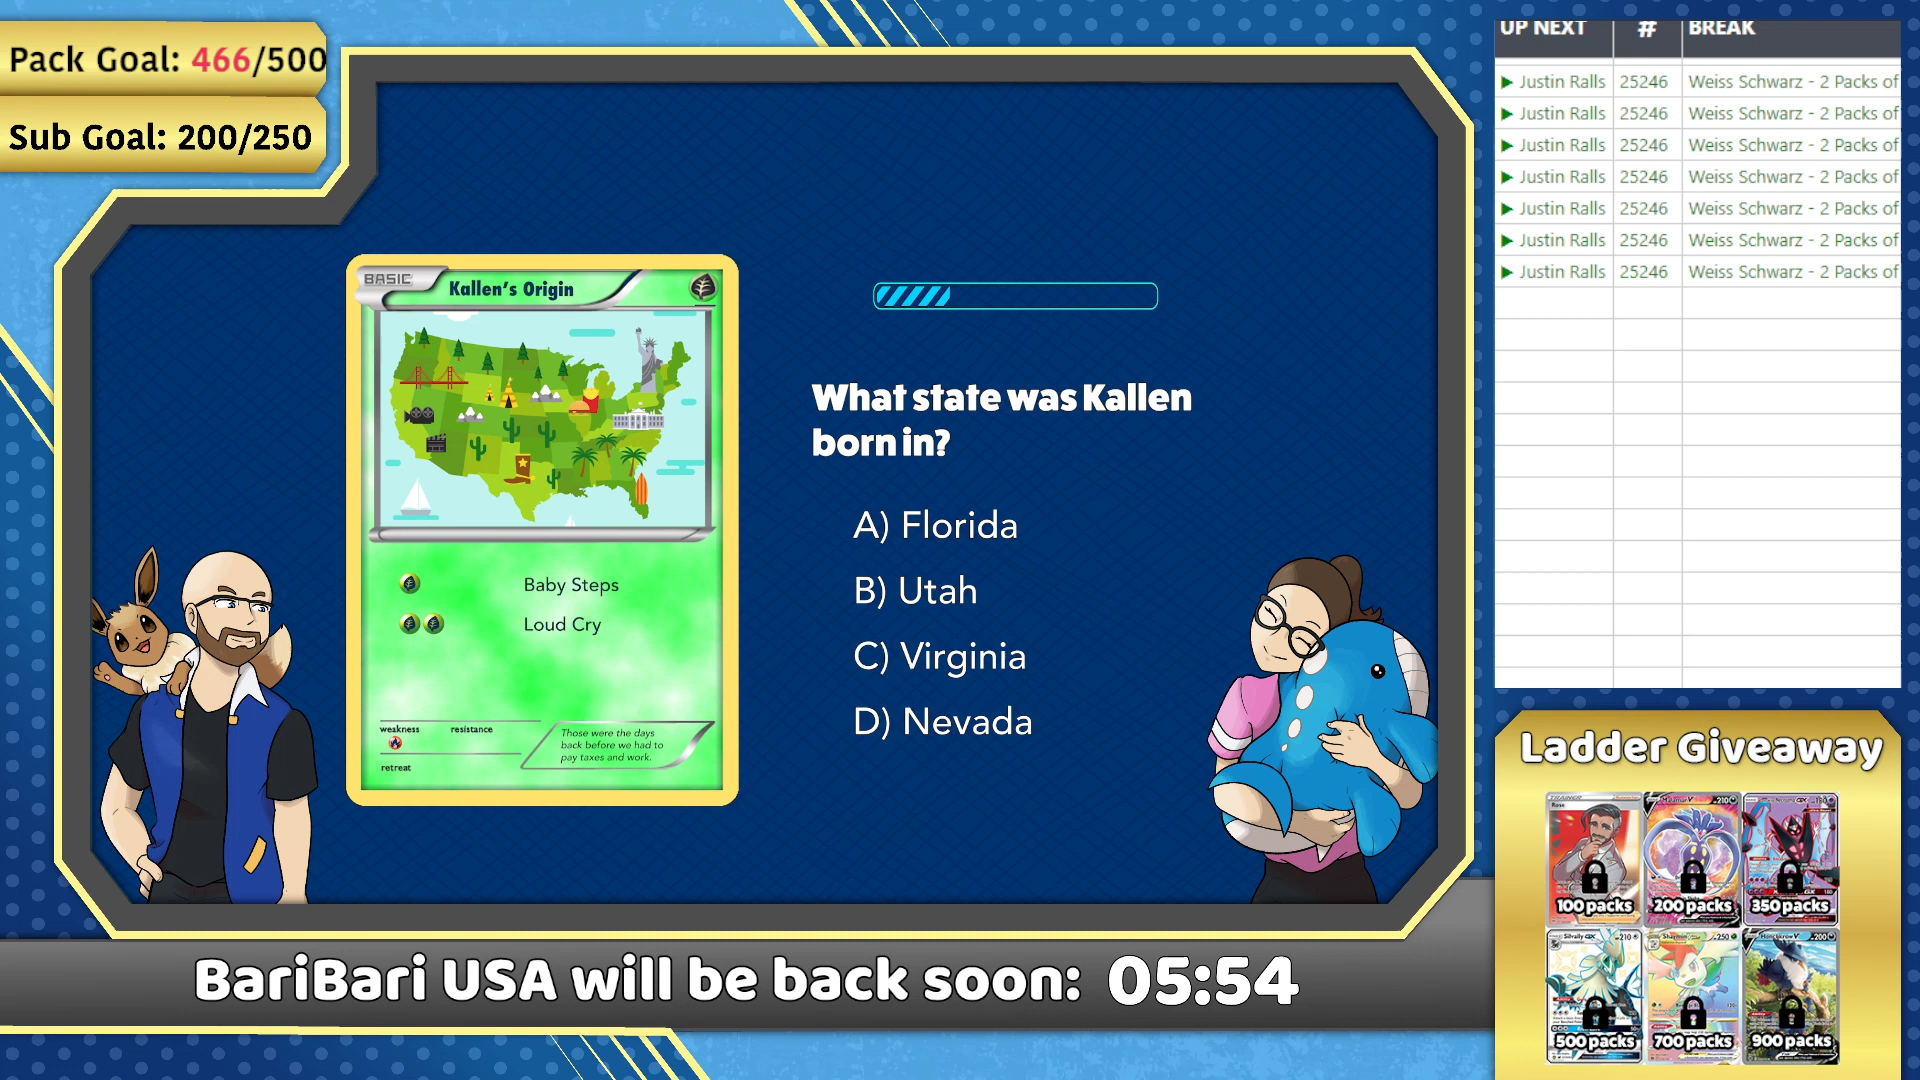 Pack Goal: 466/500
Sub Goal: 200/250
BASIC
Kallen's Origin
Baby Steps
Loud Cry
weakness
resistance
retreat
Those were the days
back before we had to
pay taxes and work.
What state was Kallen
born in?
A) Florida
B) Utah
C) Virginia
D) Nevada
BariBari USA will be back soon: 05:54
UP NEXT # BREAK
Justin Ralls 25246 Weiss Schwarz - 2 Packs of
Justin Ralls 25246 Weiss Schwarz - 2 Packs of
Justin Ralls 25246 Weiss Schwarz - 2 Packs of
Justin Ralls 25246 Weiss Schwarz - 2 Packs of
Justin Ralls 25246 Weiss Schwarz - 2 Packs of
Justin Ralls 25246 Weiss Schwarz - 2 Packs of
Justin Ralls 25246 Weiss Schwarz - 2 Packs of
Ladder Giveaway
TRAINER
Rose
100 packs
200 packs
350 packs
500 packs
700 packs
900 packs